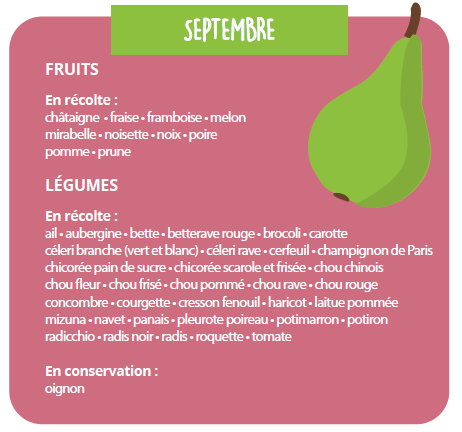 SEPTEMBRE
FRUITS
En récolte :
châtaigne • fraise • framboise • melon
mirabelle • noisette • noix • poire
pomme • prune
LÉGUMES
En récolte :
ail • aubergine • bette • betterave rouge • brocoli • carotte
céleri branche (vert et blanc) • céleri rave • cerfeuil • champignon de Paris
chicorée pain de sucre • chicorée scarole et frisée • chou chinois
chou fleur • chou frisé • chou pommé • chou rave • chou rouge
concombre • courgette • cresson fenouil • haricot • laitue pommée
mizuna • navet • panais • pleurote poireau • potimarron • potiron
radicchio • radis noir • radis • roquette • tomate
En conservation :
oignon